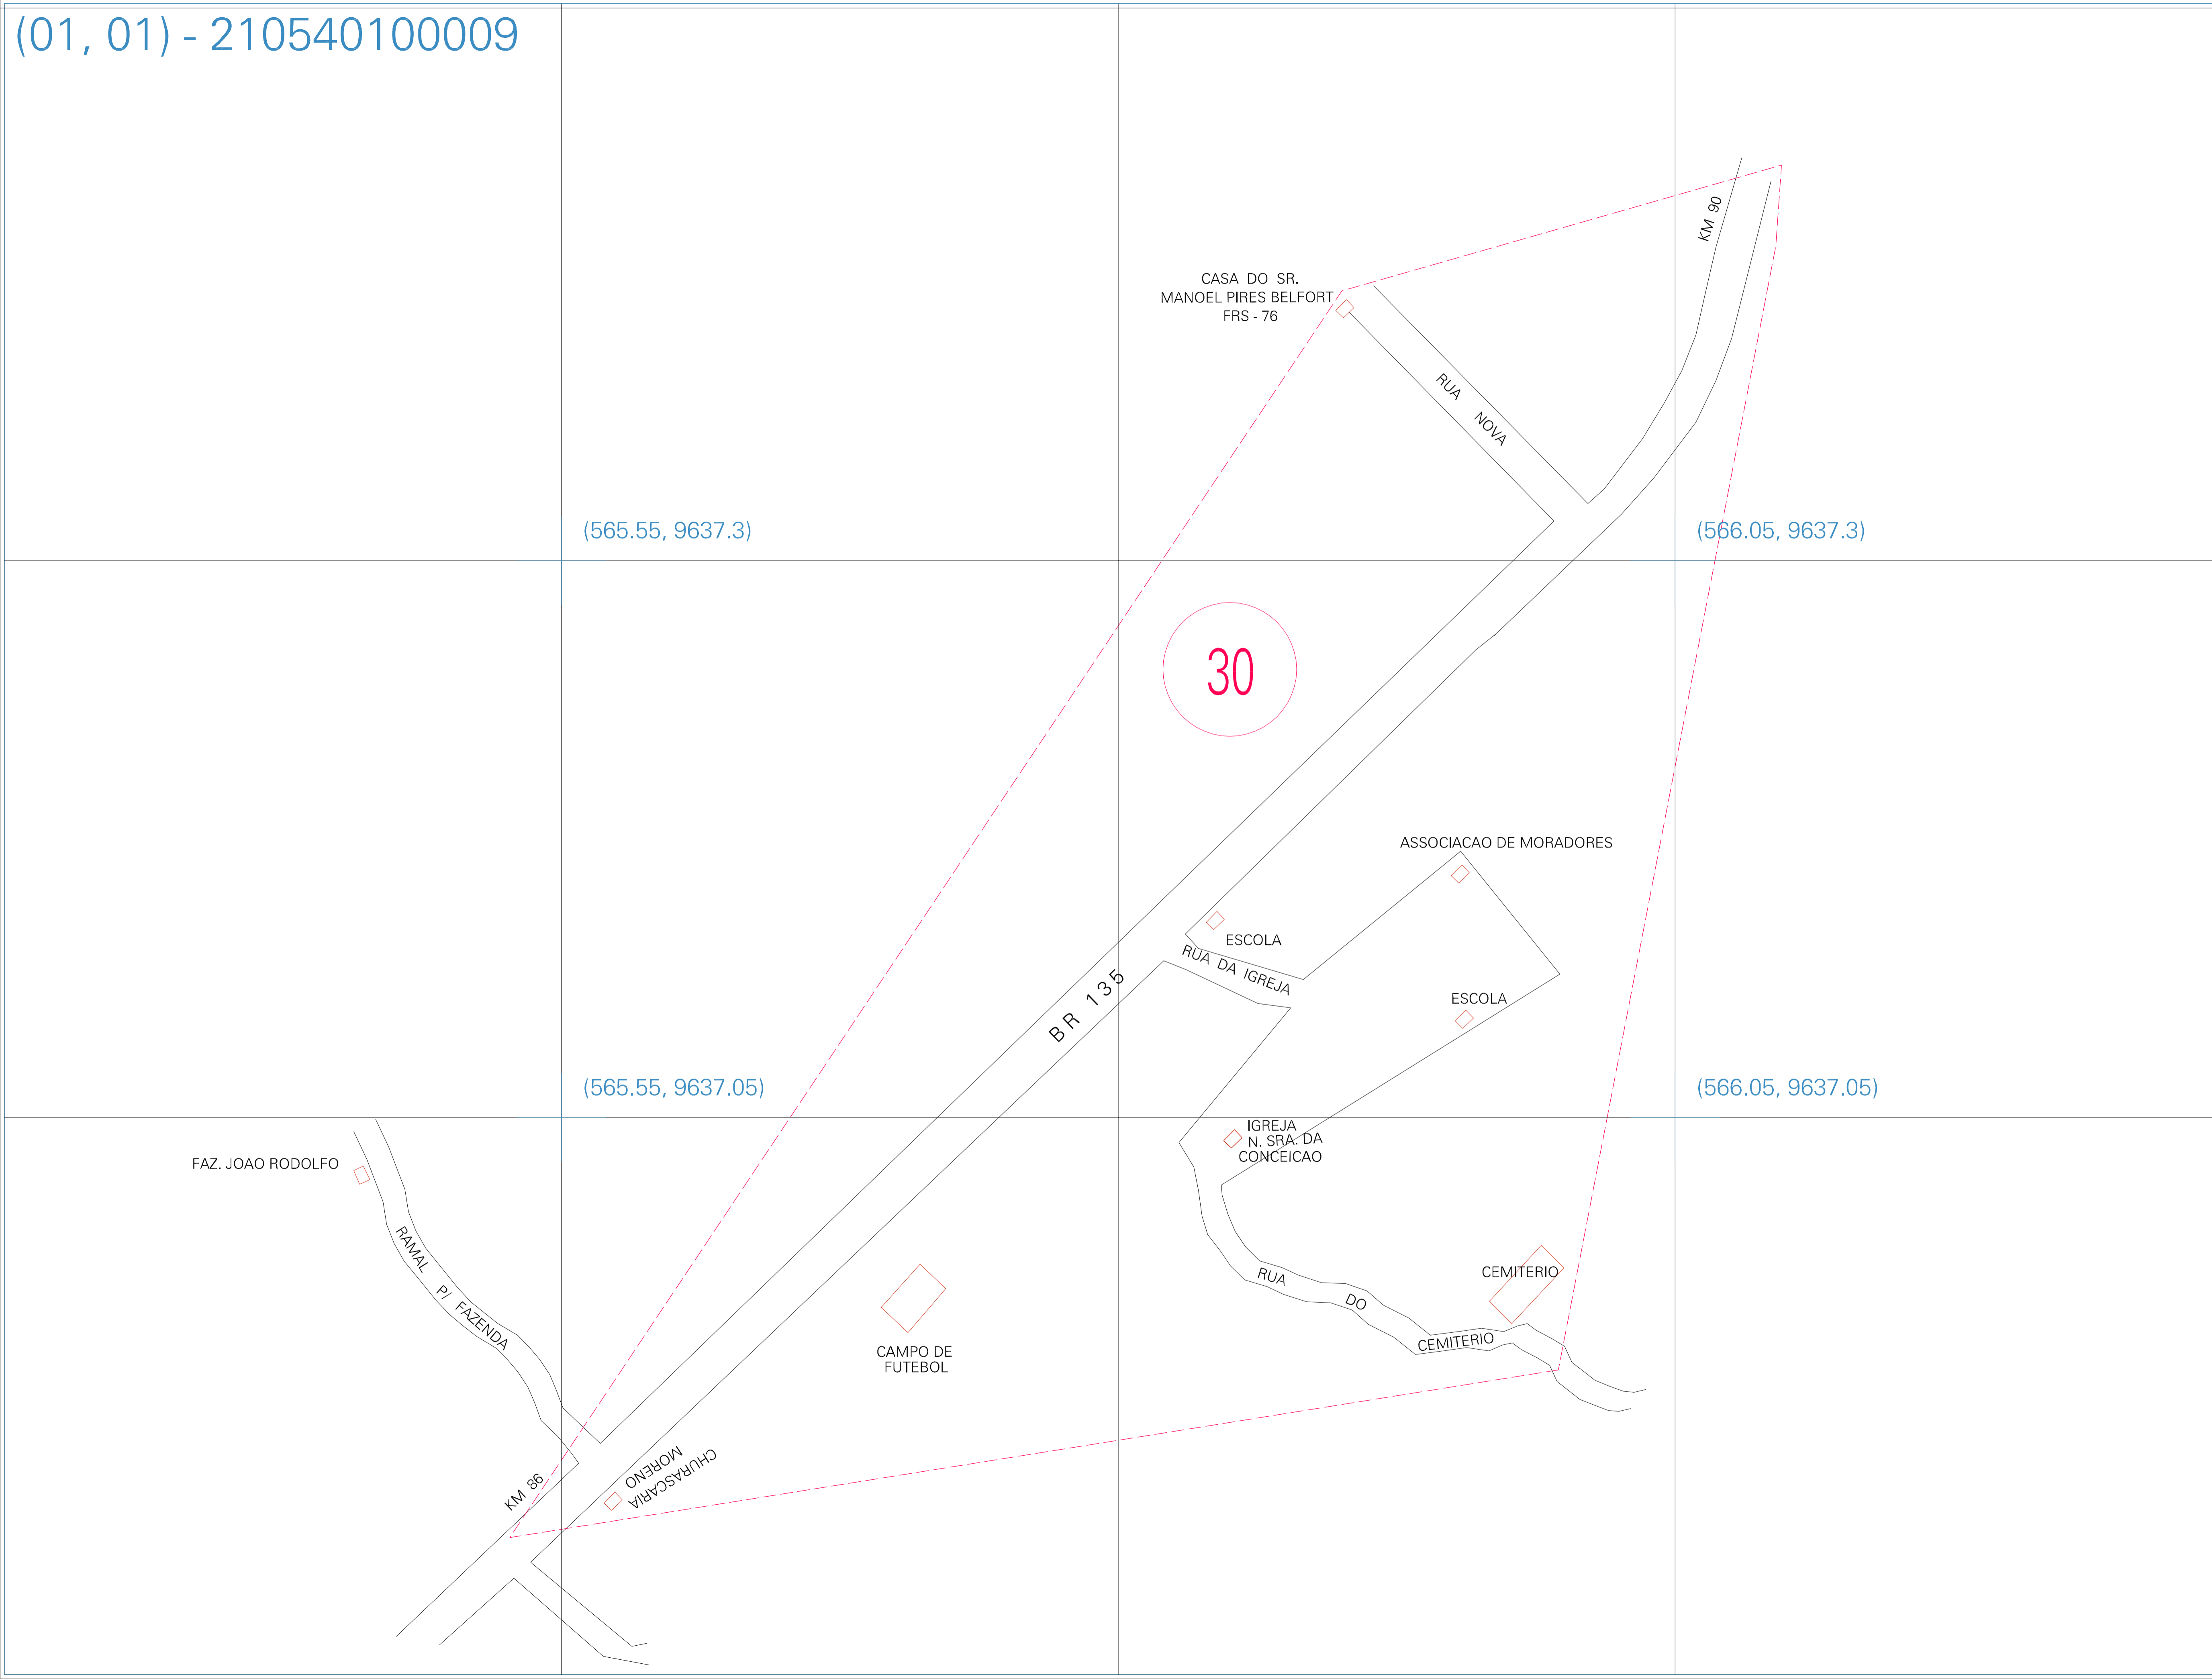 (01, 01) - 210540100009
KM 90
CASA DO SR.
MANOEL PIRES BELFORT
FRS - 76
RUA NOVA
(565.55, 9637.3)
(566.05, 9637.3)
30
ASSOCIACAO DE MORADORES
ESCOLA
RUA DA IGREJA
BR 135
ESCOLA
(565.55, 9637.05)
(566.05, 9637.05)
IGREJA
N. SRA. DA
CONCEICAO
FAZ. JOAO RODOLFO
RAMAL P/ FAZENDA
CEMITERIO
RUA DO CEMITERIO
CAMPO DE
FUTEBOL
KM 86
CHURASCARIA
MORENO